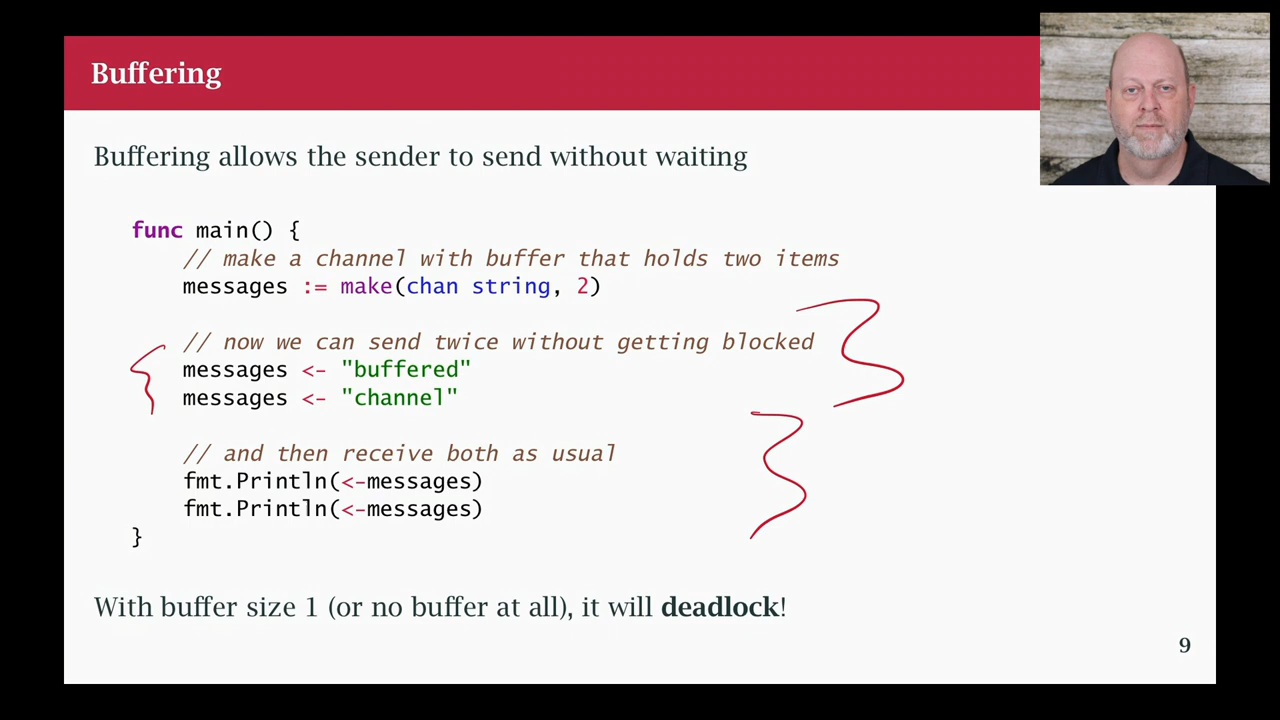 Buffering
Buffering allows the sender to send without waiting
func main() {
    // make a channel with buffer that holds two items
    messages := make(chan string, 2)

    // now we can send twice without getting blocked
    messages <- "buffered"
    messages <- "channel"

    // and then receive both as usual
    fmt.Println(<-messages)
    fmt.Println(<-messages)
}
With buffer size 1 (or no buffer at all), it will deadlock!
9